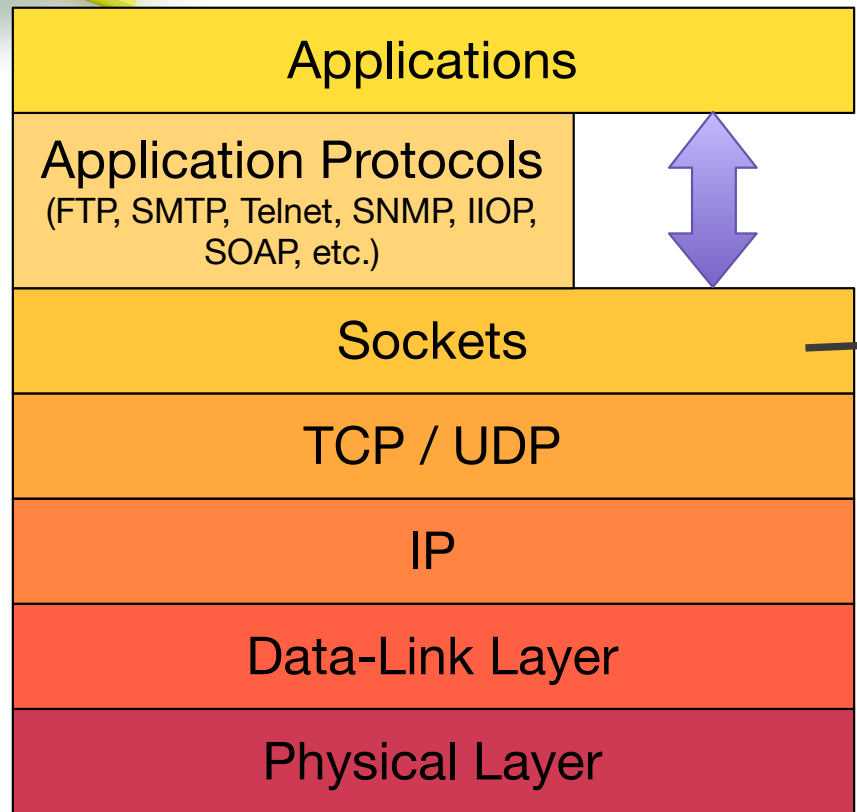 Applications
Application Protocols
(FTP, SMTP, Telnet, SNMP, IIOP,
SOAP, etc.)
Sockets
TCP / UDP
IP
Data-Link Layer
Physical Layer